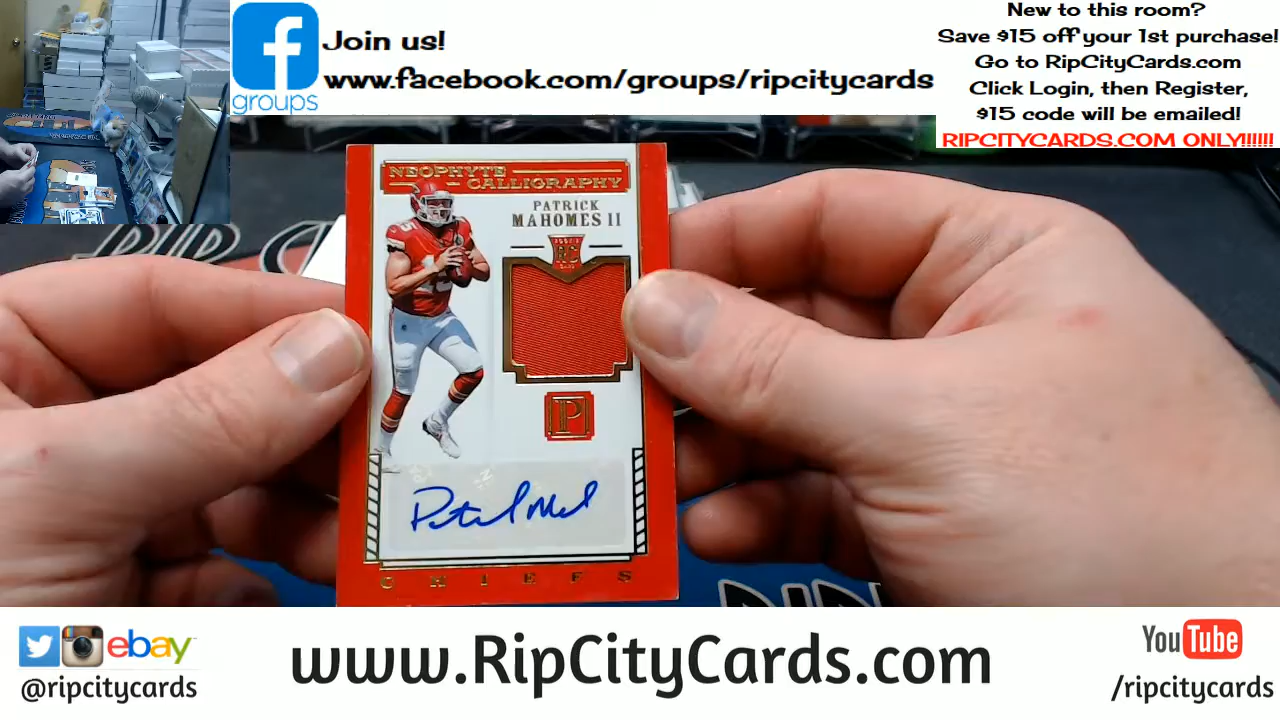 groups
Join us!
www.facebook.com/groups/ripcitycards
New to this room?
Save $15 off your 1st purchase!
Go to RipCityCards.com
Click Login, then Register,
$15 code will be emailed!
RIPCITYCARDS.COM ONLY!!!!!!
RIP C
NEOPHYTE
CALLIGRAPHY
PATRICK
MAHOMES II
RC
P
CHIEFS
ebay
@ripcitycards
www.RipCityCards.com
YouTube
/ripcitycards